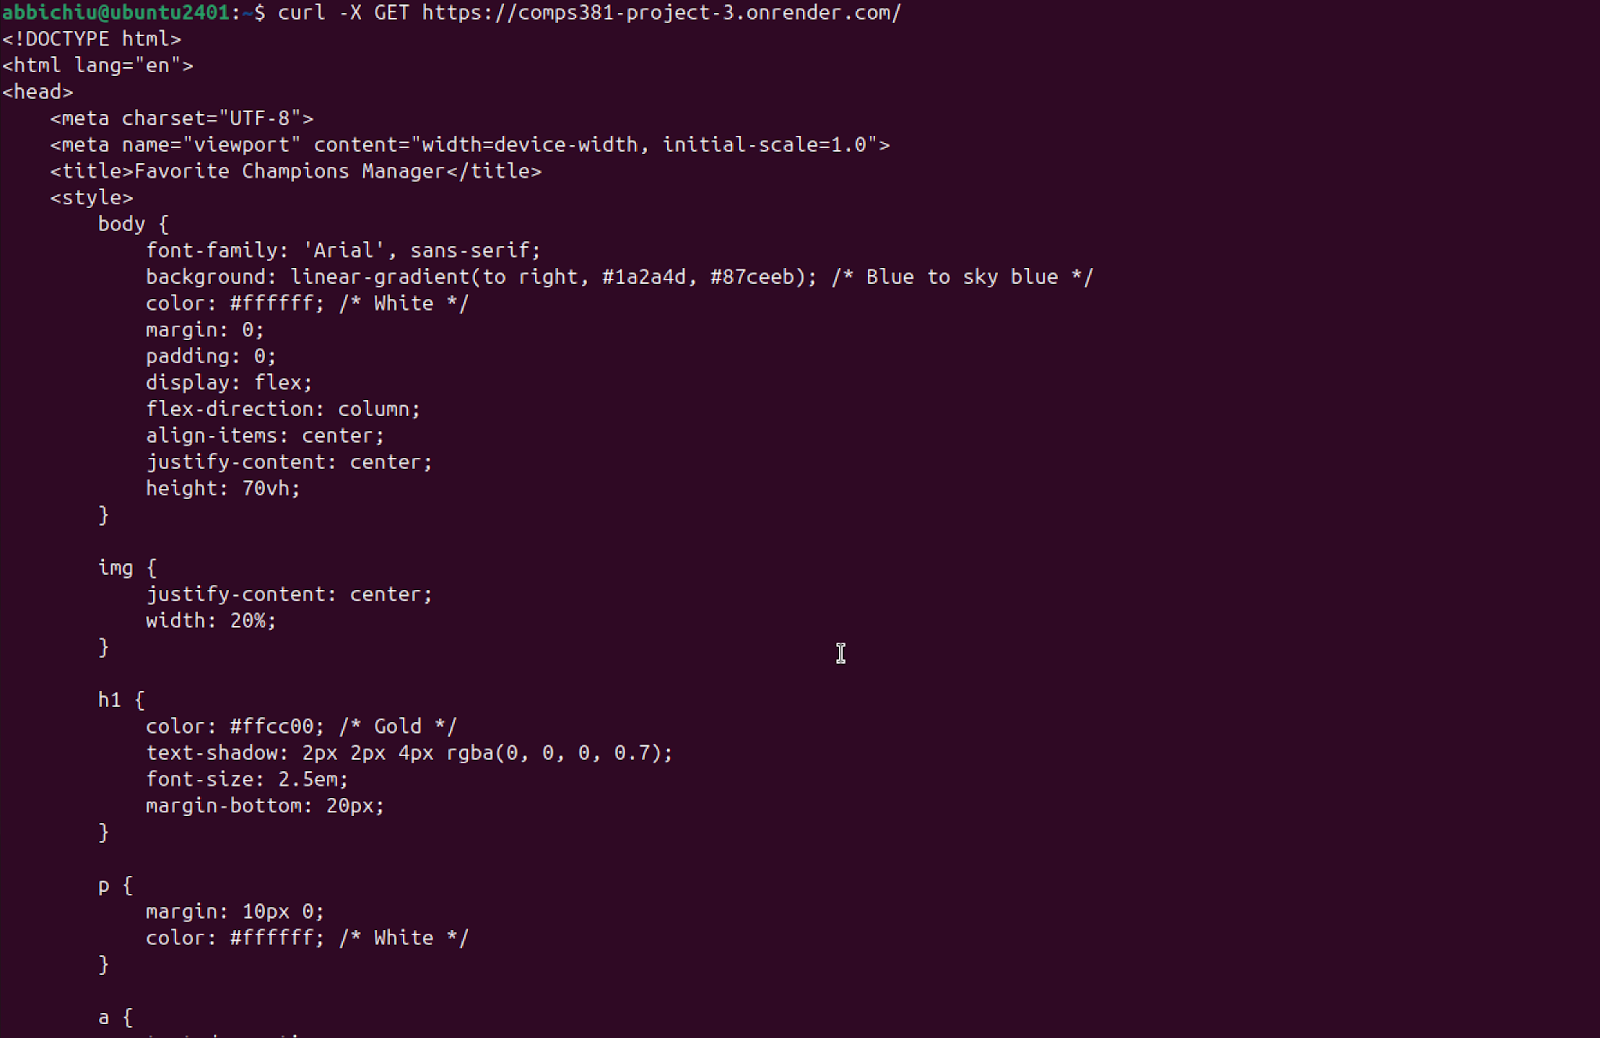 abbichiu@ubuntu2401:~$ curl -X GET https://comps381-project-3.onrender.com/
<!DOCTYPE html>
<html lang="en">
<head>
    <meta charset="UTF-8">
    <meta name="viewport" content="width=device-width, initial-scale=1.0">
    <title>Favorite Champions Manager</title>
    <style>
        body {
            font-family: 'Arial', sans-serif;
            background: linear-gradient(to right, #1a2a4d, #87ceeb); /* Blue to sky blue */
            color: #ffffff; /* White */
            margin: 0;
            padding: 0;
            display: flex;
            flex-direction: column;
            align-items: center;
            justify-content: center;
            height: 70vh;
        }

        img {
            justify-content: center;
            width: 20%;
        }

        h1 {
            color: #ffcc00; /* Gold */
            text-shadow: 2px 2px 4px rgba(0, 0, 0, 0.7);
            font-size: 2.5em;
            margin-bottom: 20px;
        }

        p {
            margin: 10px 0;
            color: #ffffff; /* White */
        }

        a {